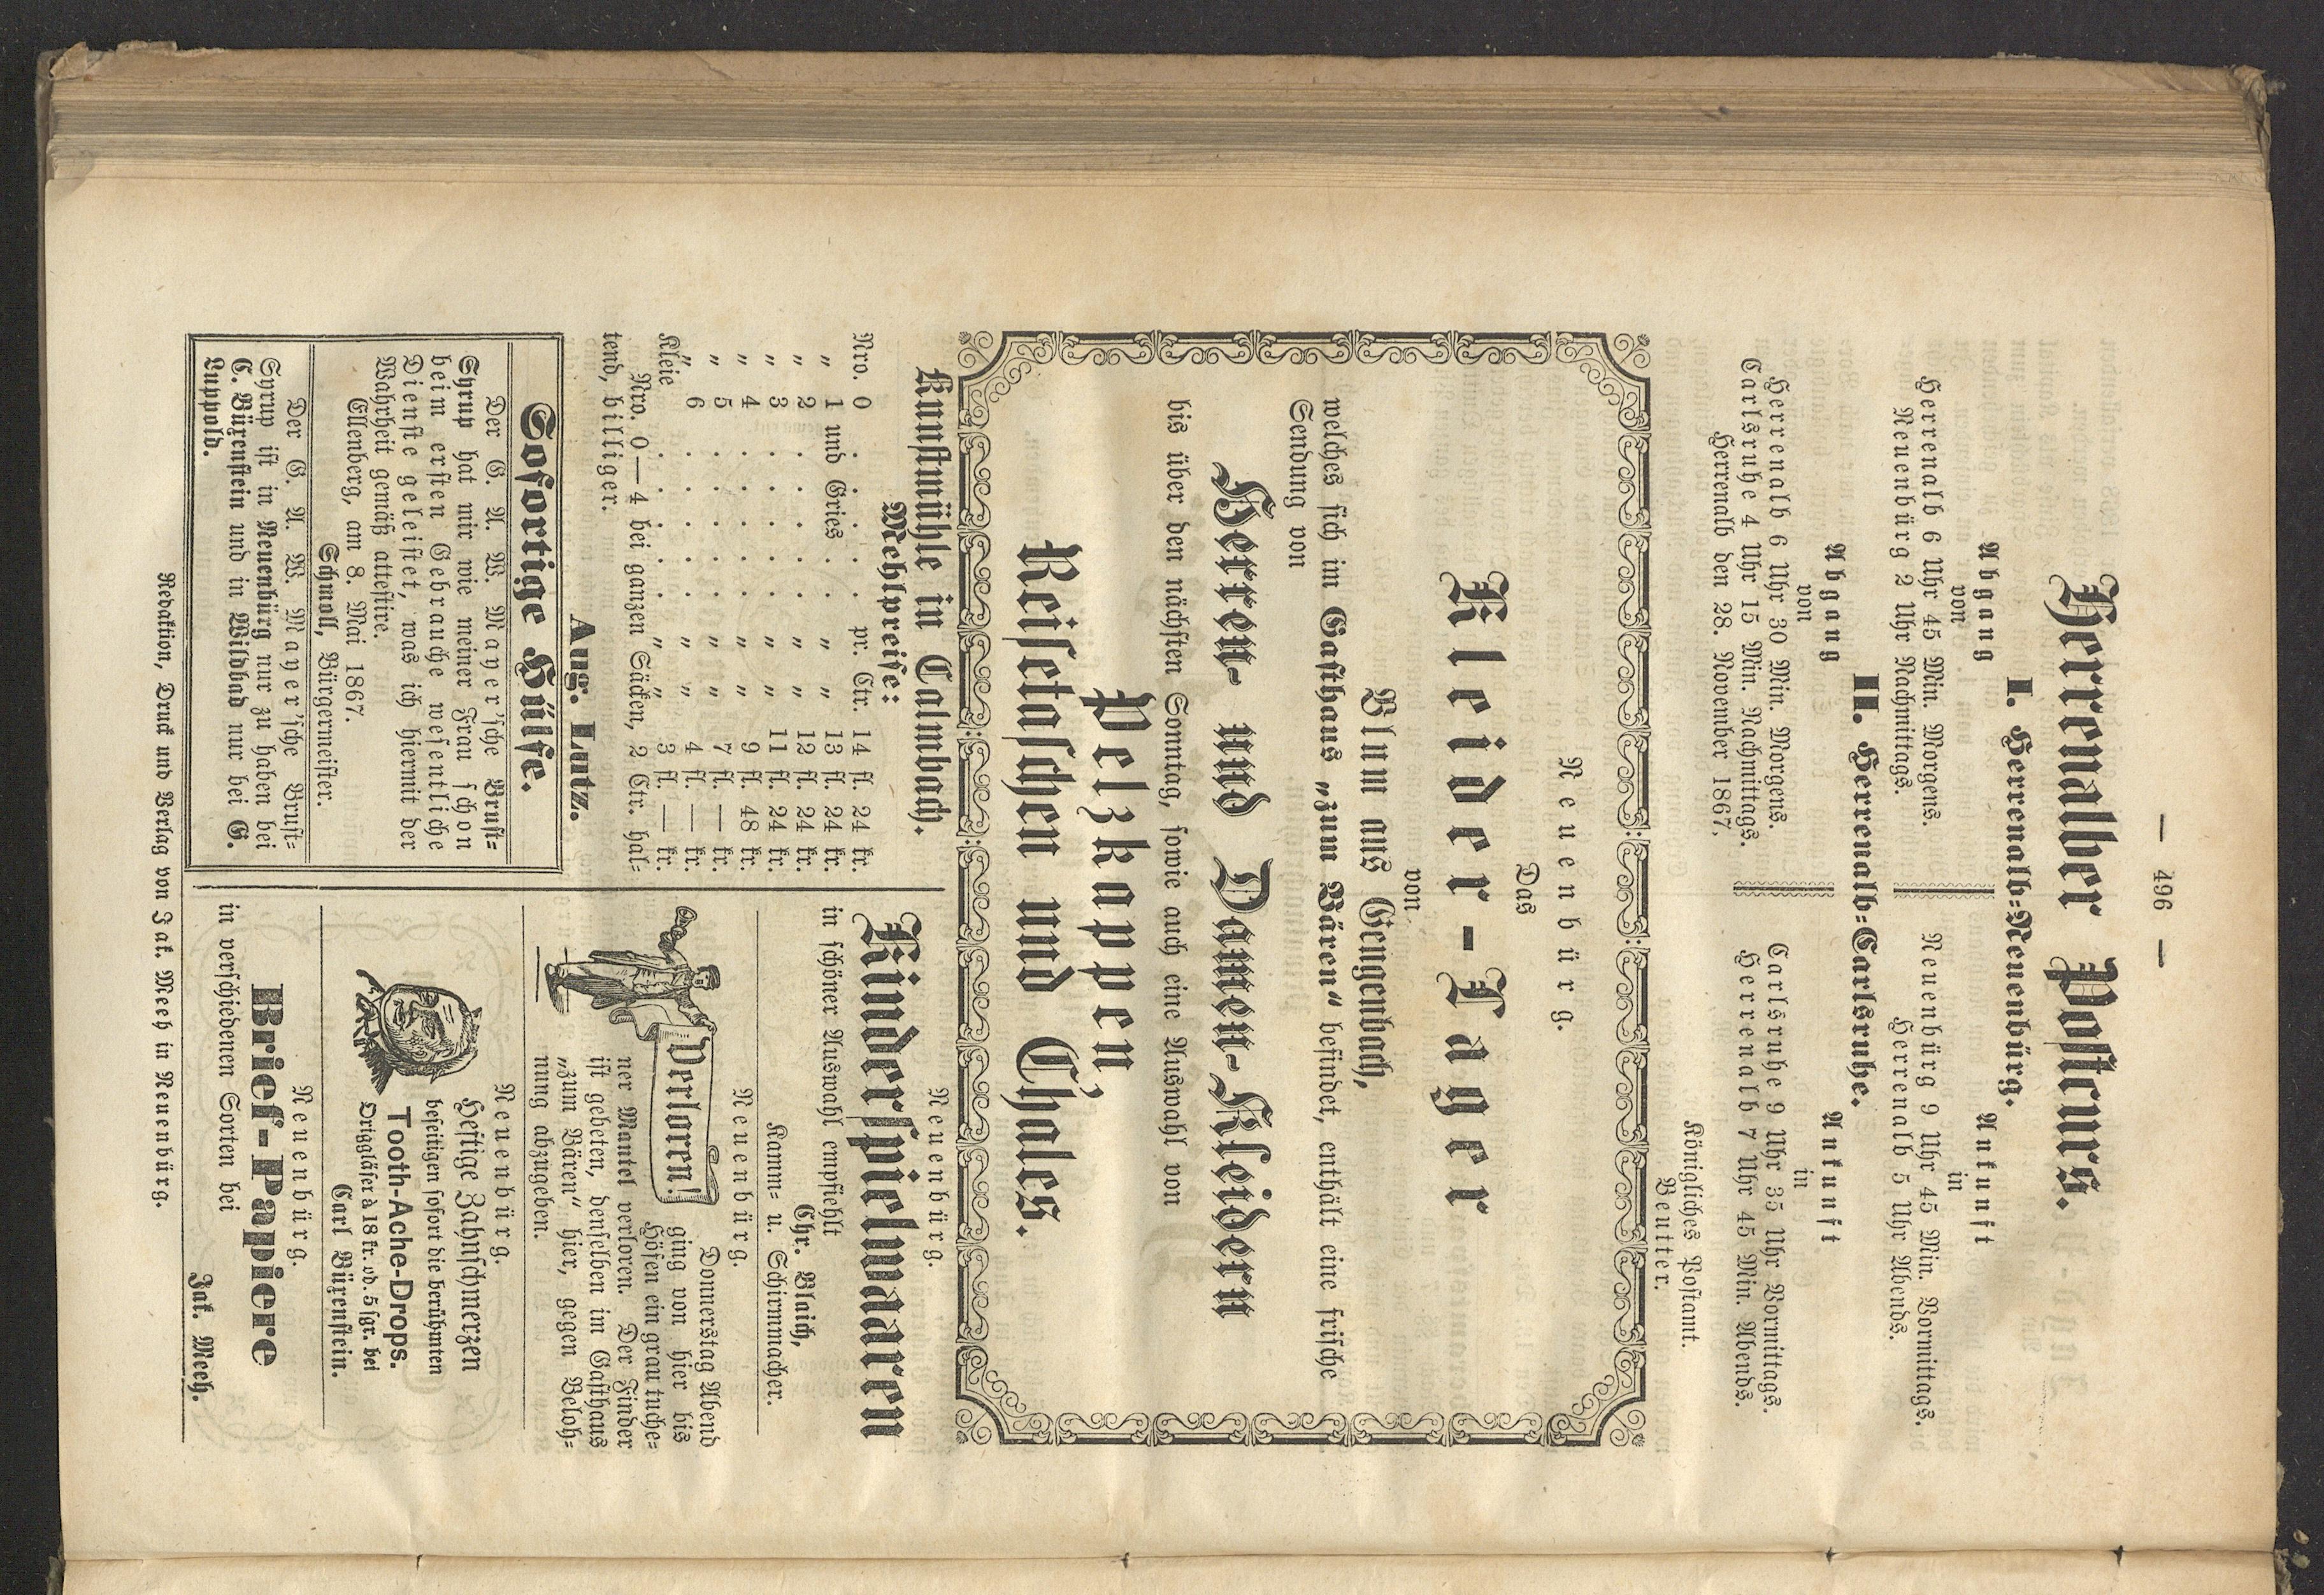 — 496 —
Herrenalber Postcurs.
I. Herrenalb-Neuenbürg.
Abgang
von
Herrenalb 6 Uhr 45 Min. Morgens.
Neuenbürg 2 Uhr Nachmittags.
Ankunft
in
Neuenbürg 9 Uhr 45 Min. Vormittags.
Herrenalb 5 Uhr Abends.
II. Herrenalb-Carlsruhe.
Abgang
von
Herrenalb 6 Uhr 30 Min. Morgens.
Carlsruhe 4 Uhr 15 Min. Nachmittags.
Herrenalb den 28. November 1867.
Ankunft
in
Carlsruhe 9 Uhr 35 Uhr Vormittags.
Herrenalb 7 Uhr 45 Min. Abends.
Königliches Postamt.
Beutter.
Neuenbürg.
Das
Kleider-Lager
von
Blum aus Gengenbach,
welches sich im Gasthaus „zum Bären“ befindet, enthält eine frische
Sendung von
Herren- und Damen-Kleidern
bis über den nächsten Sonntag, sowie auch eine Auswahl von
Pelzkappen,
Reisetaschen und Chales.
Kunstmühle in Calmbach.
Mehlpreise:
Nro. 0 . . . . . pr. Ctr. 14 fl. 24 kr.
„ 1 und Gries . . „ „ 13 fl. 24 kr.
„ 2 . . . . . „ „ 12 fl. 24 kr.
„ 3 . . . . . „ „ 11 fl. 24 kr.
„ 4 . . . . . „ „ 9 fl. 48 kr.
„ 5 . . . . . „ „ 7 fl. — kr.
„ 6 . . . . . „ „ 4 fl. — kr.
Kleie . . . . . „ „ 3 fl. — kr.
Nro. 0—4 bei ganzen Säcken, 2 Ctr. hal-
tend, billiger.
Aug. Lutz.
Sofortige Hülfe.
Der G. A. W. Mayer'sche Brust-
Syrup hat mir wie meiner Frau schon
beim ersten Gebrauche wesentliche
Dienste geleistet, was ich hiermit der
Wahrheit gemäß attestire.
Ellenberg, am 8. Mai 1867.
Schmoll, Bürgermeister.
Der G. A. W. Mayer'sche Brust-
Syrup ist in Neuenbürg nur zu haben bei
C. Büxenstein und in Wildbad nur bei G.
Luppold.
Neuenbürg.
Kinderspielwaaren
in schöner Auswahl empfiehlt
Chr. Blaich,
Kamm- u. Schirmmacher.
Neuenbürg.
Verloren!
Donnerstag Abend
ging von hier bis
Höfen ein grau tuche-
ner Mantel verloren. Der Finder
ist gebeten, denselben im Gasthaus
„zum Bären“ hier, gegen Beloh-
nung abzugeben.
Neuenbürg.
Heftige Zahnschmerzen
beseitigen sofort die berühmten
Tooth-Ache-Drops.
Origgläser à 18 kr. od. 5 sgr. bei
Carl Büxenstein.
Neuenbürg.
Brief-Papiere
in verschiedenen Sorten bei
Jak. Meeh.
Redaktion, Druck und Verlag von Jak. Meeh in Neuenbürg.